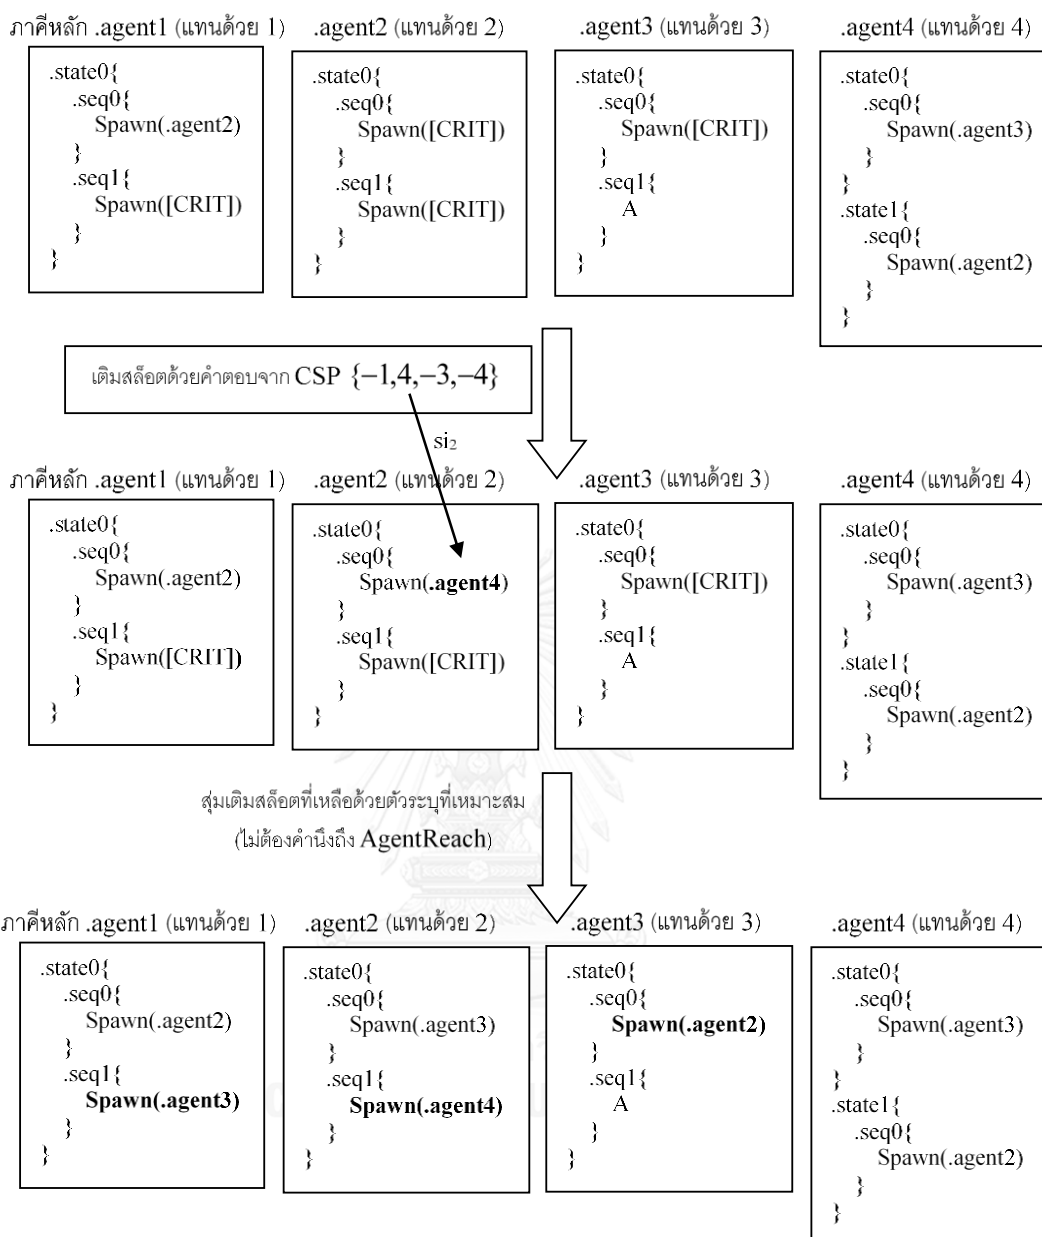 ภาคีหลัก .agent1 (แทนด้วย 1)
.state0{
.seq0{
Spawn(.agent2)
}
.seq1{
Spawn([CRIT])
}
}
.agent2 (แทนด้วย 2)
.state0{
.seq0{
Spawn([CRIT])
}
.seq1{
Spawn([CRIT])
}
}
.agent3 (แทนด้วย 3)
.state0{
.seq0{
Spawn([CRIT])
}
.seq1{
A
}
}
.agent4 (แทนด้วย 4)
.state0{
.seq0{
Spawn(.agent3)
}
}
.state1{
.seq0{
Spawn(.agent2)
}
}
เติมสล็อตด้วยคำตอบจาก CSP {−1,4,−3,−4}
si₂
ภาคีหลัก .agent1 (แทนด้วย 1)
.state0{
.seq0{
Spawn(.agent2)
}
.seq1{
Spawn([CRIT])
}
}
.agent2 (แทนด้วย 2)
.state0{
.seq0{
Spawn(.agent4)
}
.seq1{
Spawn([CRIT])
}
}
.agent3 (แทนด้วย 3)
.state0{
.seq0{
Spawn([CRIT])
}
.seq1{
A
}
}
.agent4 (แทนด้วย 4)
.state0{
.seq0{
Spawn(.agent3)
}
}
.state1{
.seq0{
Spawn(.agent2)
}
}
สุ่มเติมสล็อตที่เหลือด้วยตัวระบุที่เหมาะสม
(ไม่ต้องคำนึงถึง AgentReach)
ภาคีหลัก .agent1 (แทนด้วย 1)
.state0{
.seq0{
Spawn(.agent2)
}
.seq1{
Spawn(.agent3)
}
}
.agent2 (แทนด้วย 2)
.state0{
.seq0{
Spawn(.agent3)
}
.seq1{
Spawn(.agent4)
}
}
.agent3 (แทนด้วย 3)
.state0{
.seq0{
Spawn(.agent2)
}
.seq1{
A
}
}
.agent4 (แทนด้วย 4)
.state0{
.seq0{
Spawn(.agent3)
}
}
.state1{
.seq0{
Spawn(.agent2)
}
}